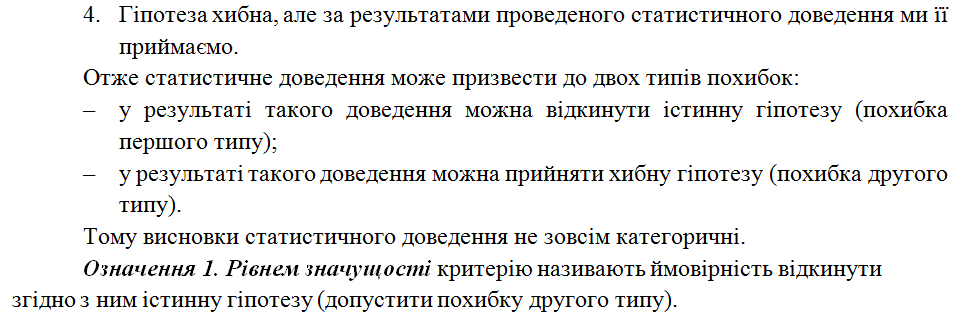 4. Гіпотеза хибна, але за результатами проведеного статистичного доведення ми її
приймаємо.
Отже статистичне доведення може призвести до двох типів похибок:
– у результаті такого доведення можна відкинути істинну гіпотезу (похибка
першого типу);
– у результаті такого доведення можна прийняти хибну гіпотезу (похибка другого
типу).
Тому висновки статистичного доведення не зовсім категоричні.
Означення 1. Рівнем значущості критерію називають ймовірність відкинути
згідно з ним істинну гіпотезу (допустити похибку другого типу).